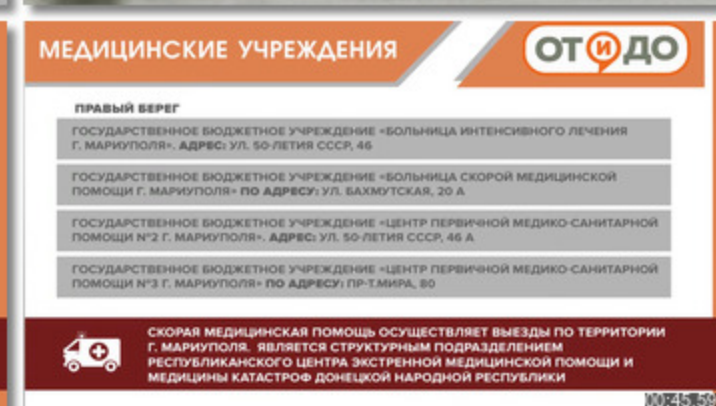 МЕДИЦИНСКИЕ УЧРЕЖДЕНИЯ
ОТ И ДО
ПРАВЫЙ БЕРЕГ
ГОСУДАРСТВЕННОЕ БЮДЖЕТНОЕ УЧРЕЖДЕНИЕ «БОЛЬНИЦА ИНТЕНСИВНОГО ЛЕЧЕНИЯ
Г. МАРИУПОЛЯ». АДРЕС: УЛ. 50-ЛЕТИЯ СССР, 46
ГОСУДАРСТВЕННОЕ БЮДЖЕТНОЕ УЧРЕЖДЕНИЕ «БОЛЬНИЦА СКОРОЙ МЕДИЦИНСКОЙ
ПОМОЩИ Г. МАРИУПОЛЯ» ПО АДРЕСУ: УЛ. БАХМУТСКАЯ, 20 А
ГОСУДАРСТВЕННОЕ БЮДЖЕТНОЕ УЧРЕЖДЕНИЕ «ЦЕНТР ПЕРВИЧНОЙ МЕДИКО-САНИТАРНОЙ
ПОМОЩИ №2 Г. МАРИУПОЛЯ». АДРЕС: УЛ. 50-ЛЕТИЯ СССР, 46 А
ГОСУДАРСТВЕННОЕ БЮДЖЕТНОЕ УЧРЕЖДЕНИЕ «ЦЕНТР ПЕРВИЧНОЙ МЕДИКО-САНИТАРНОЙ
ПОМОЩИ №3 Г. МАРИУПОЛЯ» ПО АДРЕСУ: ПР-Т.МИРА, 80
СКОРАЯ МЕДИЦИНСКАЯ ПОМОЩЬ ОСУЩЕСТВЛЯЕТ ВЫЕЗДЫ ПО ТЕРРИТОРИИ
Г. МАРИУПОЛЯ. ЯВЛЯЕТСЯ СТРУКТУРНЫМ ПОДРАЗДЕЛЕНИЕМ
РЕСПУБЛИКАНСКОГО ЦЕНТРА ЭКСТРЕННОЙ МЕДИЦИНСКОЙ ПОМОЩИ И
МЕДИЦИНЫ КАТАСТРОФ ДОНЕЦКОЙ НАРОДНОЙ РЕСПУБЛИКИ
00:45.59